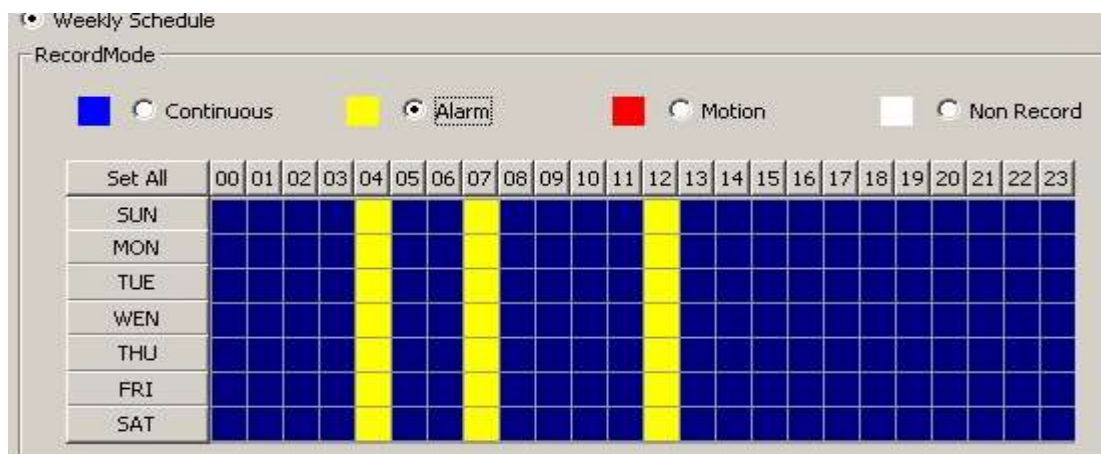 Weekly Schedule
RecordMode
Continuous Alarm Motion Non Record
Set All 00 01 02 03 04 05 06 07 08 09 10 11 12 13 14 15 16 17 18 19 20 21 22 23
SUN
MON
TUE
WEN
THU
FRI
SAT